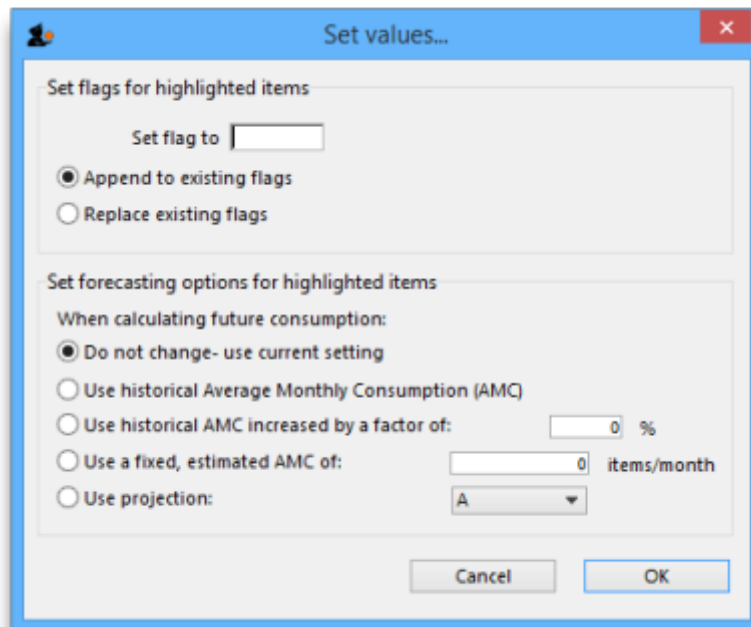 Set values...
Set flags for highlighted items
Set flag to
Append to existing flags
Replace existing flags
Set forecasting options for highlighted items
When calculating future consumption:
Do not change- use current setting
Use historical Average Monthly Consumption (AMC)
Use historical AMC increased by a factor of: 0 %
Use a fixed, estimated AMC of: 0 items/month
Use projection: A
Cancel OK